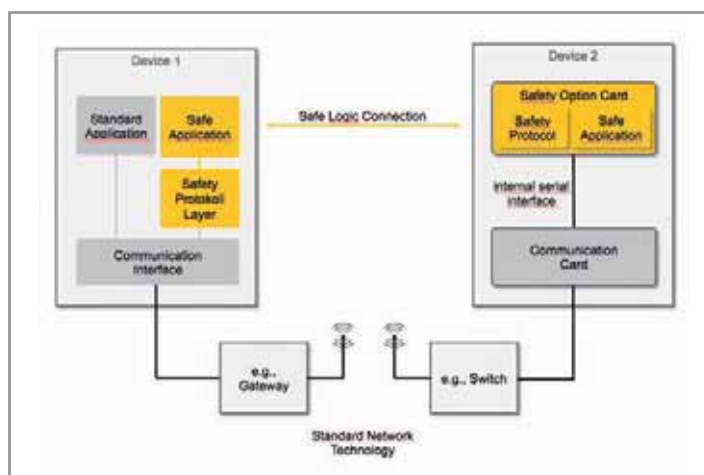 Device 1
Standard
Application
Safe
Application
Safety
Protokoll
Layer
Communication
Interface
Safe Logic Connection
Device 2
Safety Option Card
Safety
Protocol
Safe
Application
Internal serial
interface
Communication
Card
e.g.,
Gateway
e.g., Switch
Standard Network
Technology